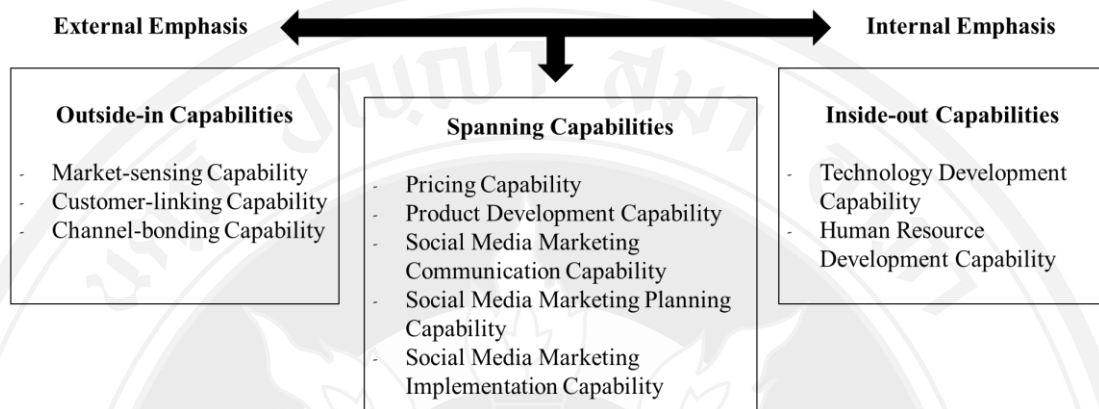 External Emphasis
Internal Emphasis
Outside-in Capabilities
- Market-sensing Capability
- Customer-linking Capability
- Channel-bonding Capability
Spanning Capabilities
- Pricing Capability
- Product Development Capability
- Social Media Marketing
Communication Capability
- Social Media Marketing Planning
Capability
- Social Media Marketing
Implementation Capability
Inside-out Capabilities
- Technology Development
Capability
- Human Resource
Development Capability